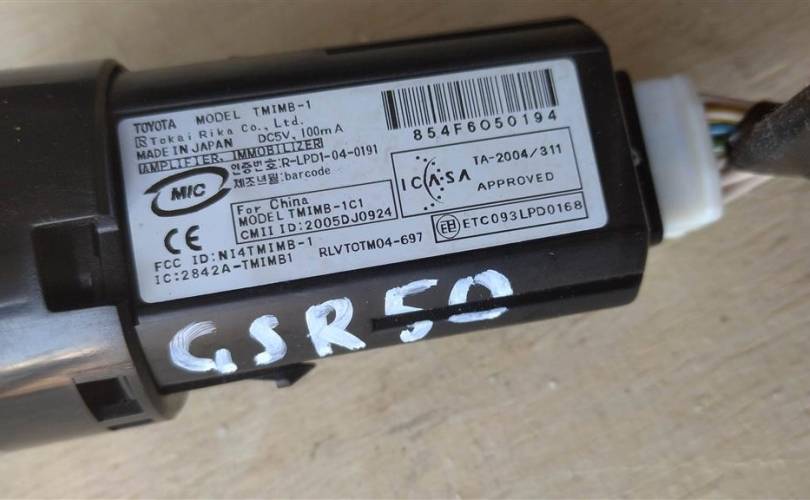 TOYOTA MODEL TMIMB-1
Tokai Rika Co., Ltd.
MADE IN JAPAN DC5V, 100mA
AMPLIFIER, IMMOBILIZER
인증번호:R-LPD1-04-0191
제조년월:barcode
MIC
For China
MODEL TMIMB-1C1
CMII ID:2005DJ0924
CE
FCC ID:NI4TMIMB-1
IC:2842A-TMIMB1
RLVTOTM04-697
854F6050194
ICASA
TA-2004/311
APPROVED
ETC093LPD0168
GSR50